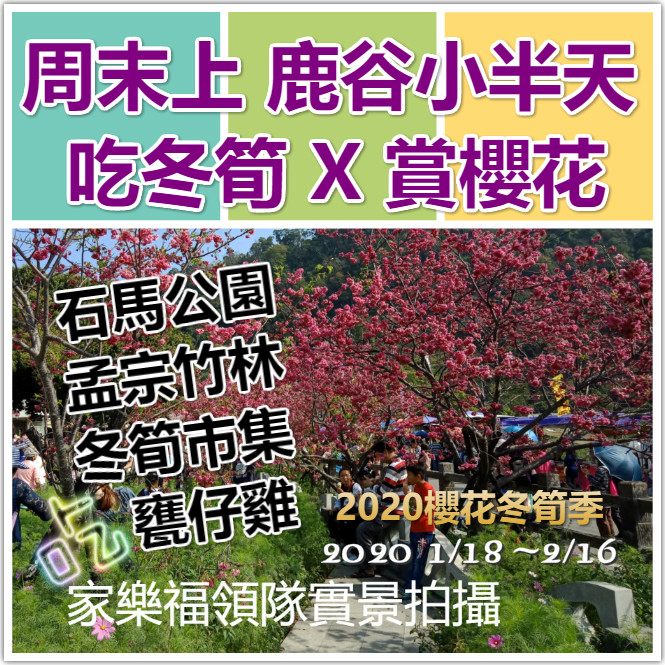 周末上 鹿谷小半天
吃冬筍 X 賞櫻花
石馬公園
孟宗竹林
冬筍市集
吃甕仔雞
2020櫻花冬筍季
2020 1/18 ~2/16
家樂福領隊實景拍攝